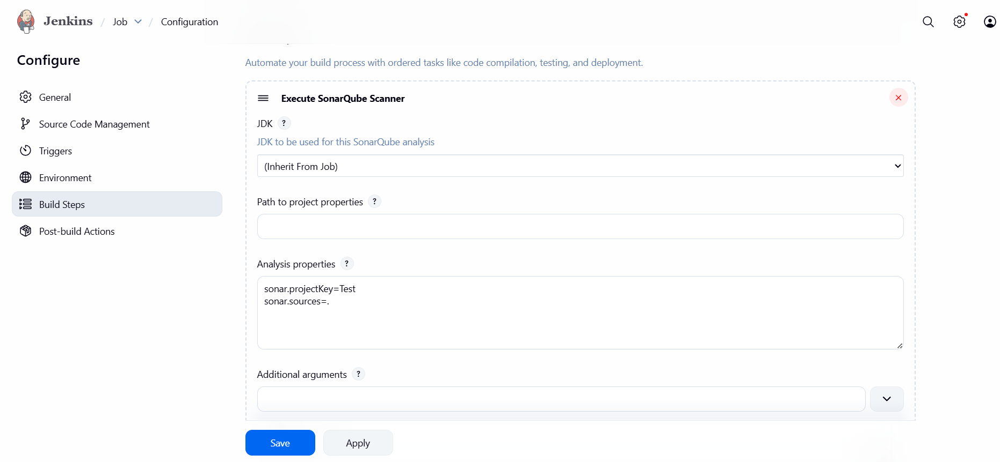 Jenkins / Job / Configuration
Configure
General
Source Code Management
Triggers
Environment
Build Steps
Post-build Actions
Automate your build process with ordered tasks like code compilation, testing, and deployment.
Execute SonarQube Scanner
JDK ?
JDK to be used for this SonarQube analysis
(Inherit From Job)
Path to project properties ?
Analysis properties ?
sonar.projectKey=Test
sonar.sources=.
Additional arguments ?
Save
Apply